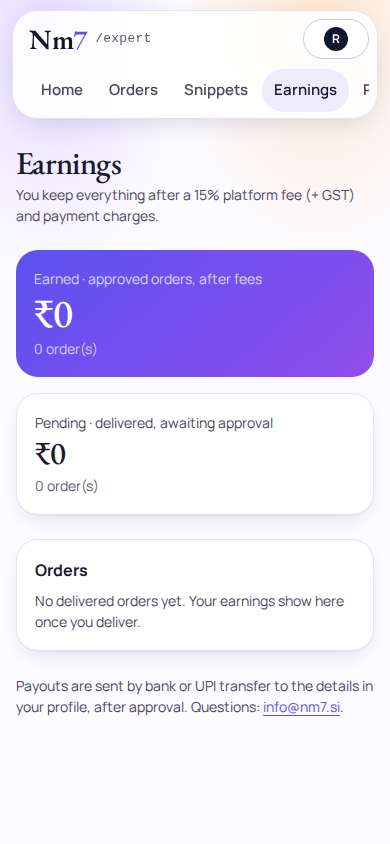 Nm7 /expert
R
Home Orders Snippets Earnings
Earnings
You keep everything after a 15% platform fee (+ GST)
and payment charges.
Earned · approved orders, after fees
₹0
0 order(s)
Pending · delivered, awaiting approval
₹0
0 order(s)
Orders
No delivered orders yet. Your earnings show here
once you deliver.
Payouts are sent by bank or UPI transfer to the details in
your profile, after approval. Questions: info@nm7.si.